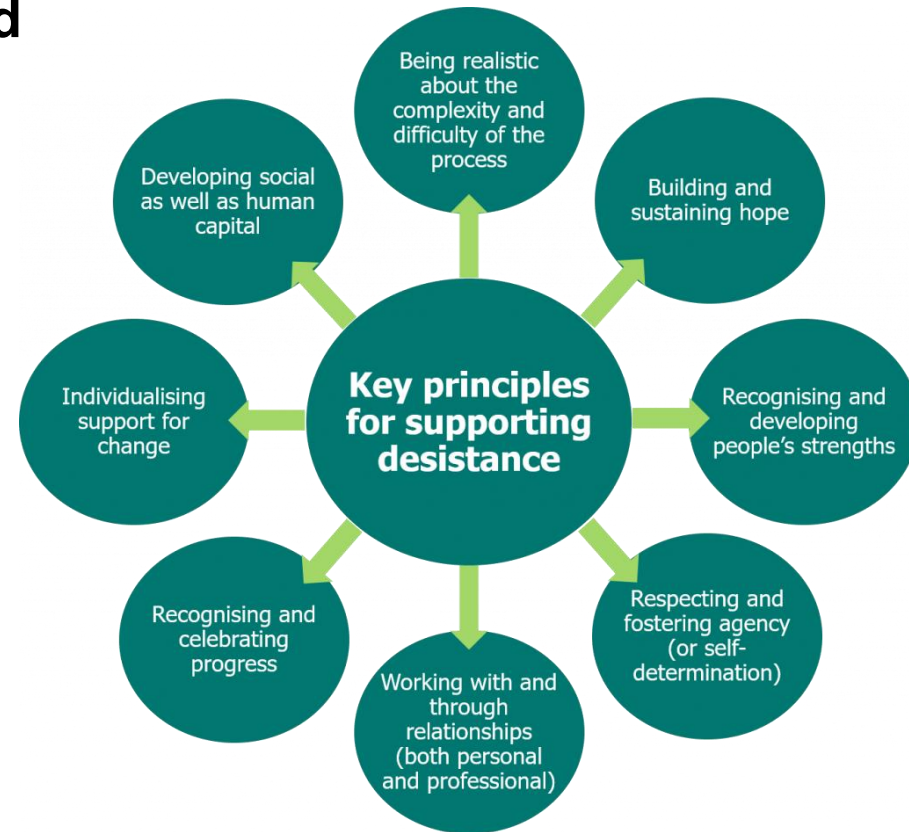 d
Being realistic
about the
complexity and
difficulty of the
process
Building and
sustaining hope
Recognising and
developing
people’s strengths
Respecting and
fostering agency
(or self-
determination)
Working with and
through
relationships
(both personal
and professional)
Recognising and
celebrating
progress
Individualising
support for
change
Developing social
as well as human
capital
Key principles
for supporting
desistance